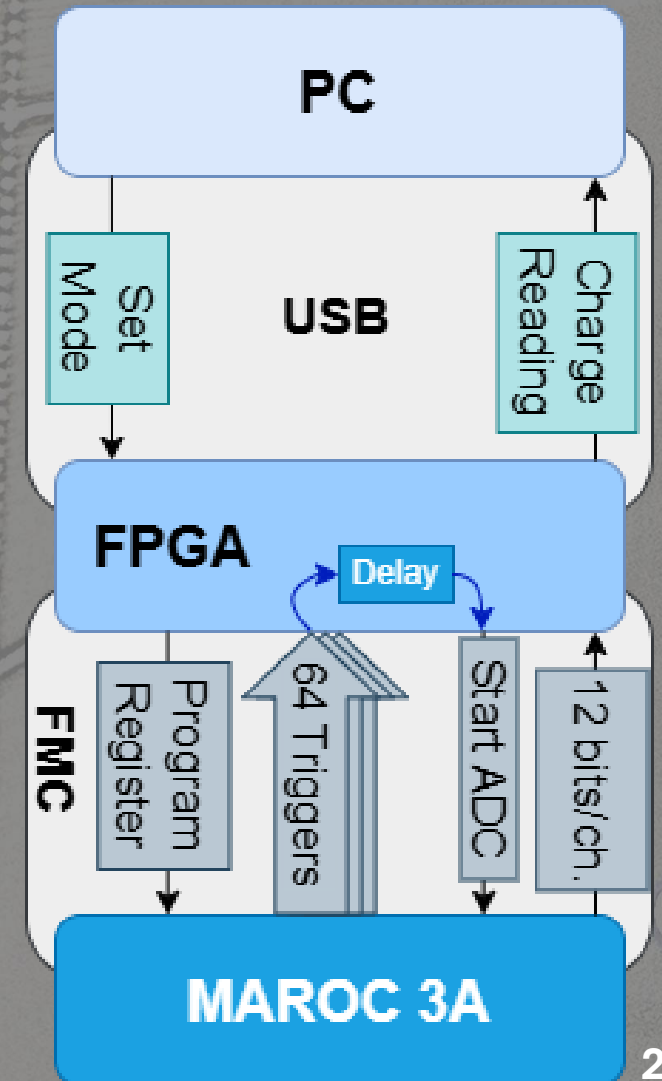 PC
Set
Mode
USB
Charge
Reading
FPGA
Delay
FMC
Program
Register
64 Triggers
Start ADC
12 bits/ch.
MAROC 3A
2